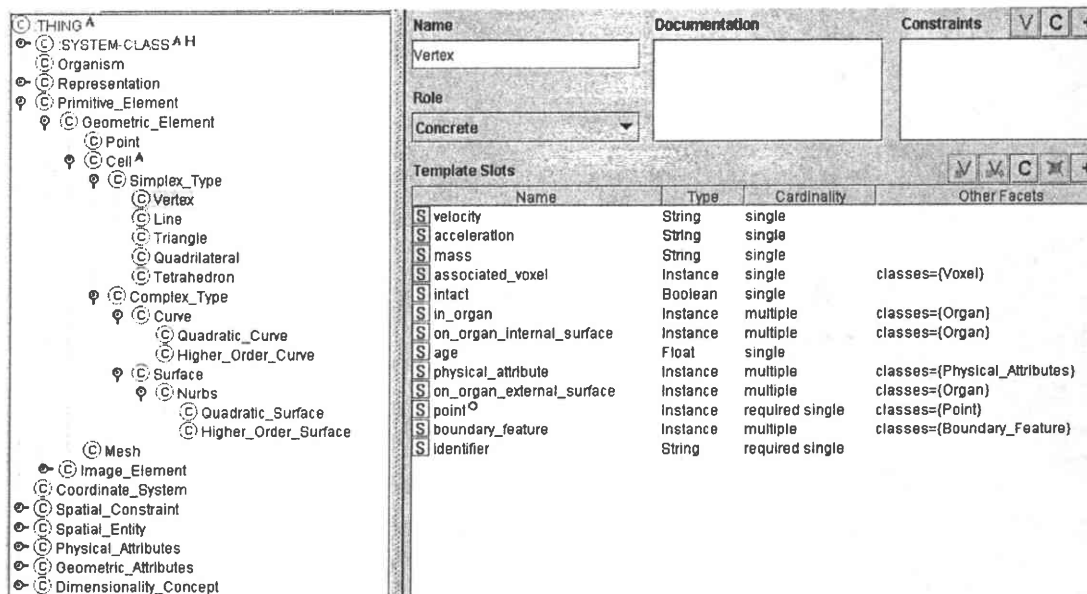 :THING A
:SYSTEM-CLASS A H
Organism
Representation
Primitive_Element
Geometric_Element
Point
Cell A
Simplex_Type
Vertex
Line
Triangle
Quadrilateral
Tetrahedron
Complex_Type
Curve
Quadratic_Curve
Higher_Order_Curve
Surface
Nurbs
Quadratic_Surface
Higher_Order_Surface
Mesh
Image_Element
Coordinate_System
Spatial_Constraint
Spatial_Entity
Physical_Attributes
Geometric_Attributes
Dimensionality_Concept
Name Documentation Constraints V C +
Vertex
Role
Concrete
Template Slots V V C +
Name Type Cardinality Other Facets
S velocity String single
S acceleration String single
S mass String single
S associated_voxel Instance single classes={Voxel}
S intact Boolean single
S in_organ Instance multiple classes={Organ}
S on_organ_internal_surface Instance multiple classes={Organ}
S age Float single
S physical_attribute Instance multiple classes={Physical_Attributes}
S on_organ_external_surface Instance multiple classes={Organ}
S point O Instance required single classes={Point}
S boundary_feature Instance multiple classes={Boundary_Feature}
S identifier String required single